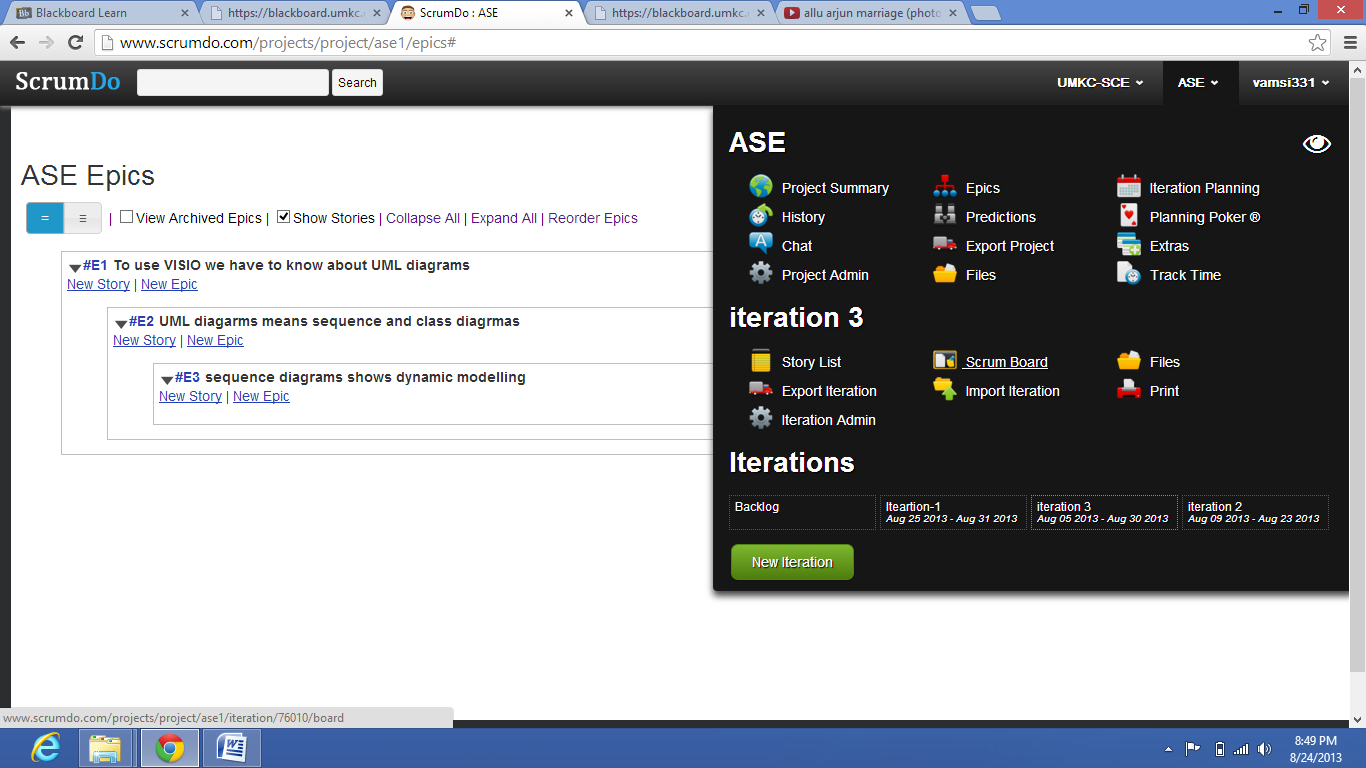 Blackboard Learn
https://blackboard.umkc.
ScrumDo : ASE
https://blackboard.umkc.
allu arjun marriage (photo
www.scrumdo.com/projects/project/ase1/epics#
ScrumDo
Search
UMKC-SCE
ASE
vamsi331
ASE Epics
= ≡ | View Archived Epics | Show Stories | Collapse All | Expand All | Reorder Epics
#E1 To use VISIO we have to know about UML diagrams
New Story | New Epic
#E2 UML diagarms means sequence and class diagrmas
New Story | New Epic
#E3 sequence diagrams shows dynamic modelling
New Story | New Epic
ASE
Project Summary Epics Iteration Planning
History Predictions Planning Poker ®
Chat Export Project Extras
Project Admin Files Track Time
iteration 3
Story List Scrum Board Files
Export Iteration Import Iteration Print
Iteration Admin
Iterations
Backlog
Iteartion-1
Aug 25 2013 - Aug 31 2013
iteration 3
Aug 05 2013 - Aug 30 2013
iteration 2
Aug 09 2013 - Aug 23 2013
New Iteration
www.scrumdo.com/projects/project/ase1/iteration/76010/board
8:49 PM
8/24/2013